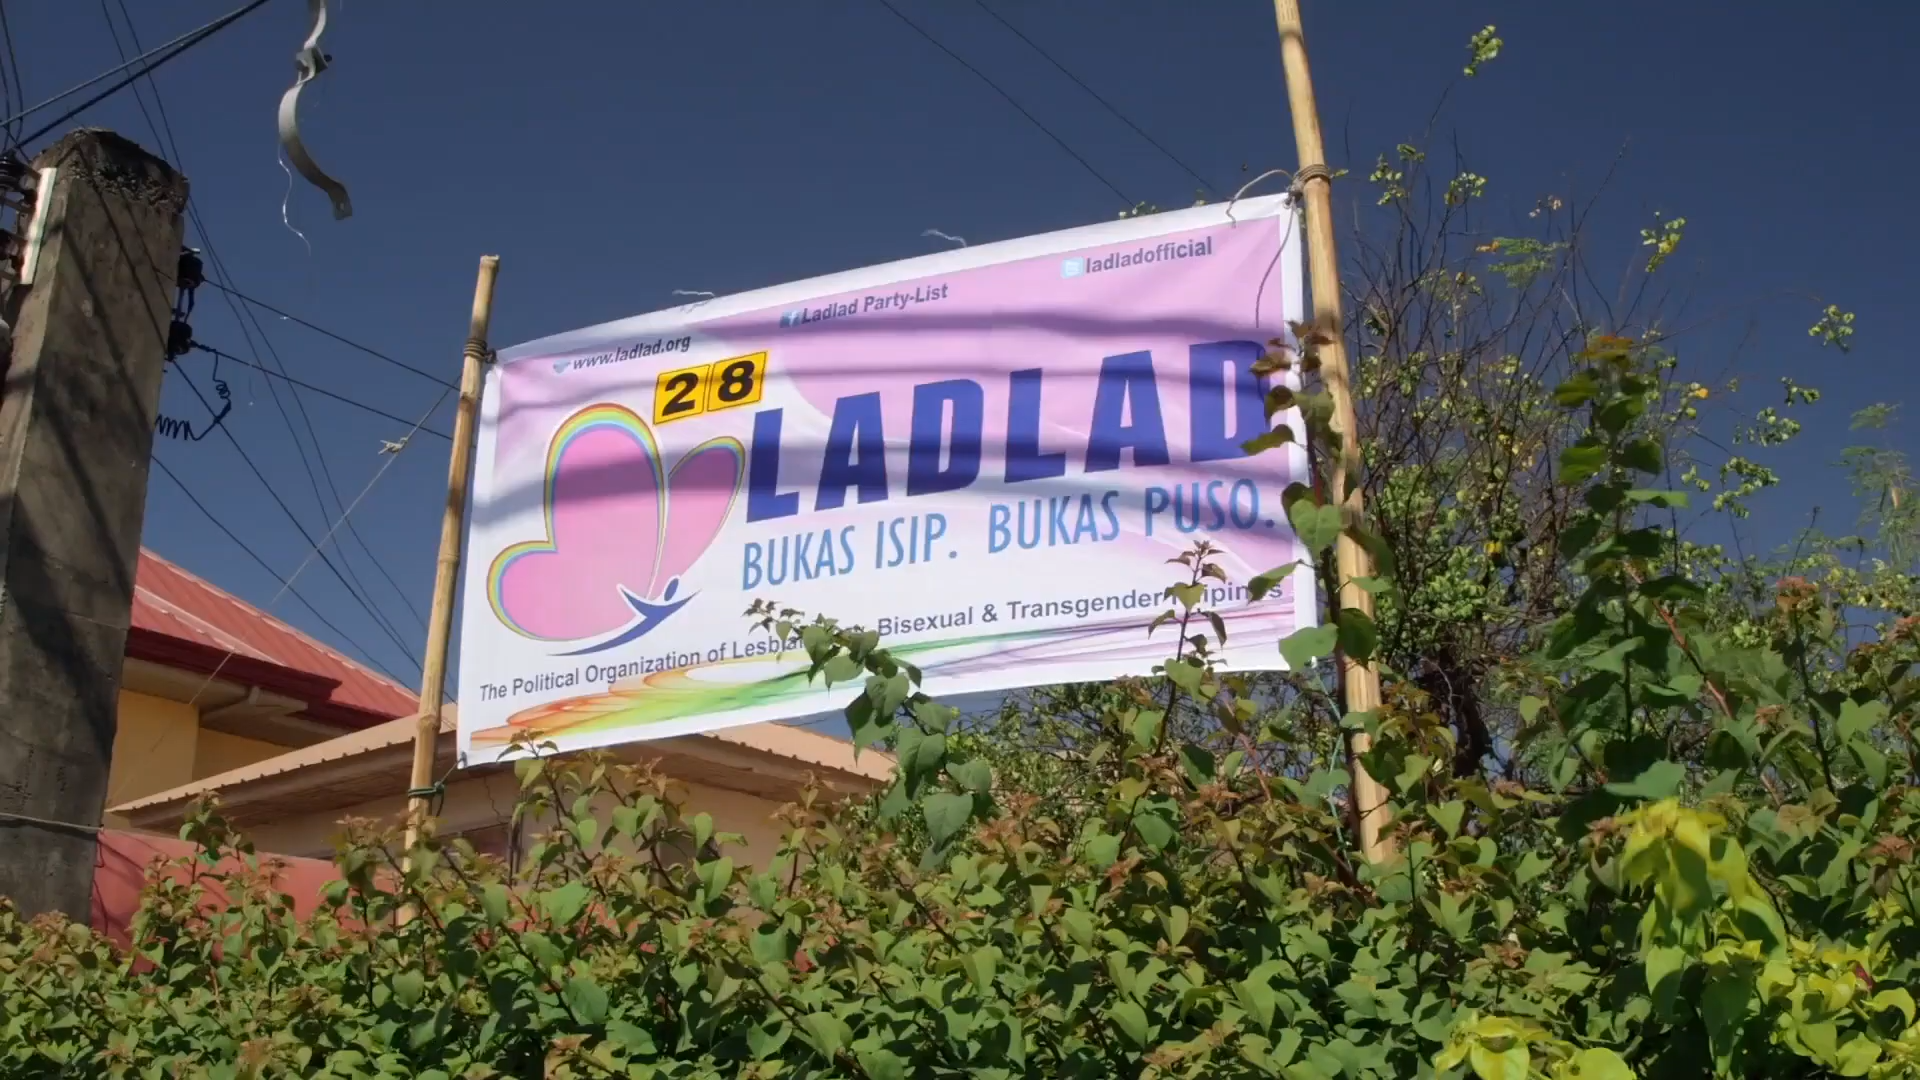 www.ladlad.org
Ladlad Party-List
ladladofficial
28
LADLAD
BUKAS ISIP. BUKAS PUSO.
The Political Organization of Lesbian Bisexual & Transgender